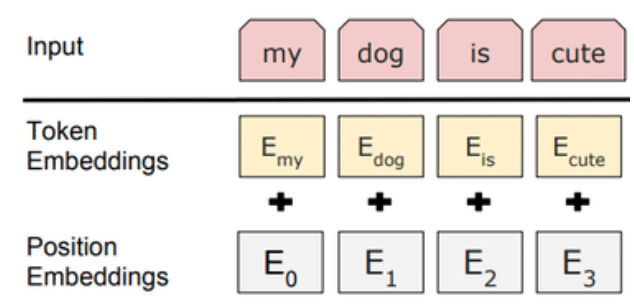 Input my dog is cute
Token
Embeddings
E_my E_dog E_is E_cute
+ + + +
Position
Embeddings
E_0 E_1 E_2 E_3